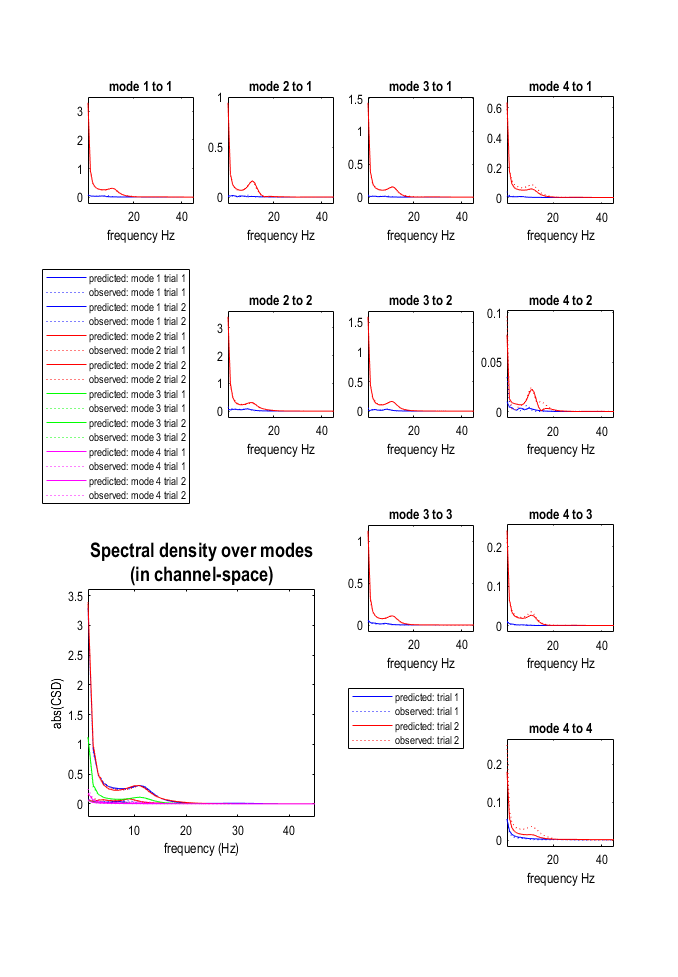 mode 1 to 1
mode 2 to 1
mode 3 to 1
mode 4 to 1
3
2
1
0
1
0.5
0
1.5
1
0.5
0
0.6
0.4
0.2
0
20 40
20 40
20 40
20 40
frequency Hz
frequency Hz
frequency Hz
frequency Hz
predicted: mode 1 trial 1
observed: mode 1 trial 1
predicted: mode 1 trial 2
observed: mode 1 trial 2
predicted: mode 2 trial 1
observed: mode 2 trial 1
predicted: mode 2 trial 2
observed: mode 2 trial 2
predicted: mode 3 trial 1
observed: mode 3 trial 1
predicted: mode 3 trial 2
observed: mode 3 trial 2
predicted: mode 4 trial 1
observed: mode 4 trial 1
predicted: mode 4 trial 2
observed: mode 4 trial 2
mode 2 to 2
mode 3 to 2
mode 4 to 2
3
2
1
0
1.5
1
0.5
0
0.1
0.05
0
20 40
20 40
20 40
frequency Hz
frequency Hz
frequency Hz
mode 3 to 3
mode 4 to 3
1
0.5
0
0.2
0.1
0
20 40
20 40
frequency Hz
frequency Hz
Spectral density over modes
(in channel-space)
3.5
3
2.5
2
1.5
1
0.5
0
abs(CSD)
10 20 30 40
frequency (Hz)
predicted: trial 1
observed: trial 1
predicted: trial 2
observed: trial 2
mode 4 to 4
0.2
0.1
0
20 40
frequency Hz